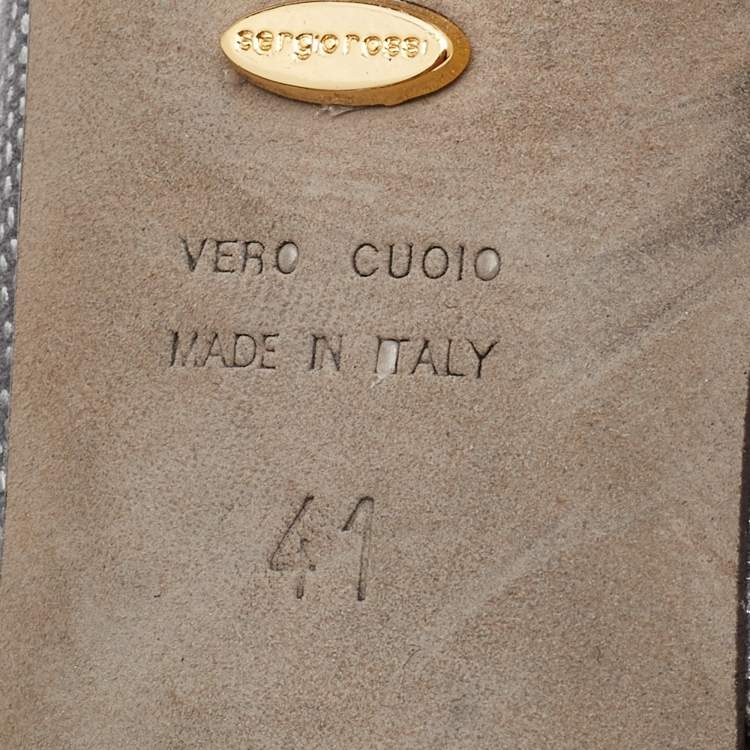 sergiorossi
VERO CUOIO
MADE IN ITALY
41